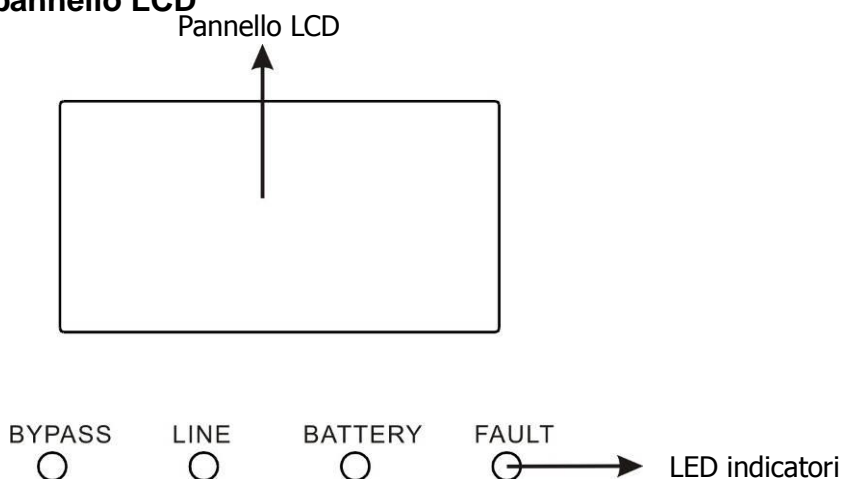 pannello LCD
Pannello LCD
BYPASS LINE BATTERY FAULT
LED indicatori